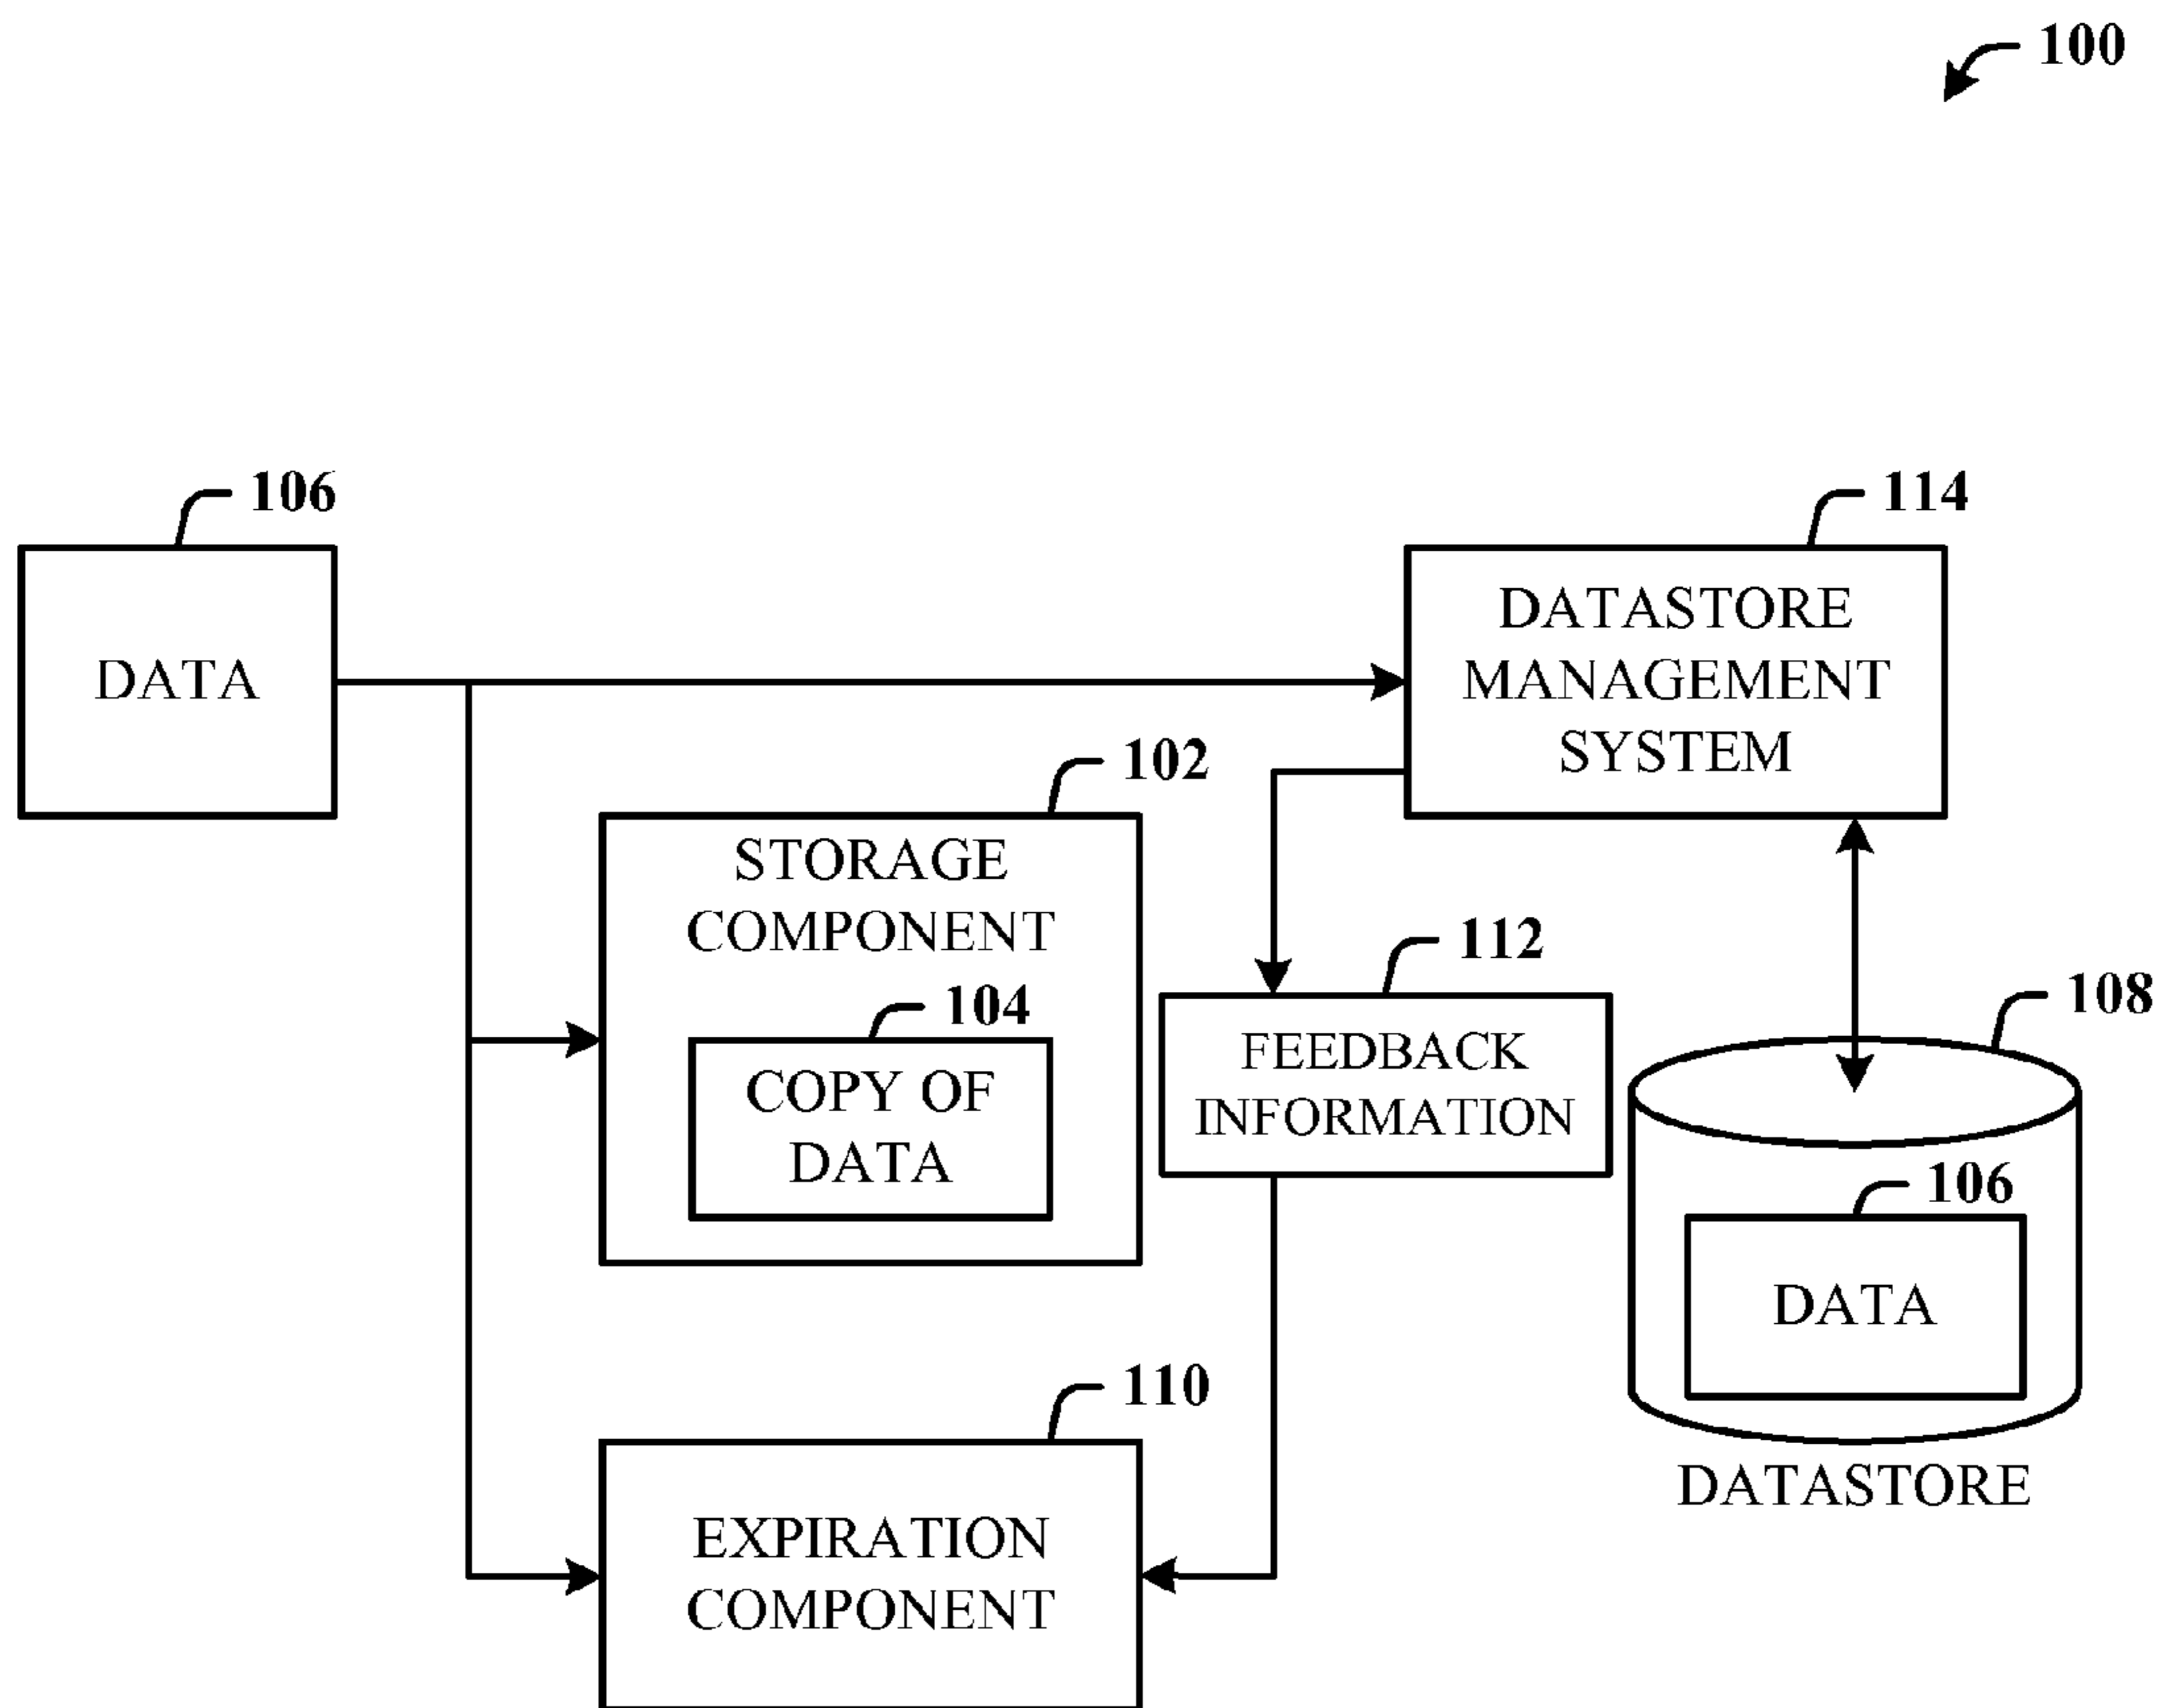 100
106
114
DATA
DATASTORE
MANAGEMENT
SYSTEM
102
STORAGE
COMPONENT
112
104
108
FEEDBACK
INFORMATION
COPY OF
DATA
106
DATA
110
DATASTORE
EXPIRATION
COMPONENT